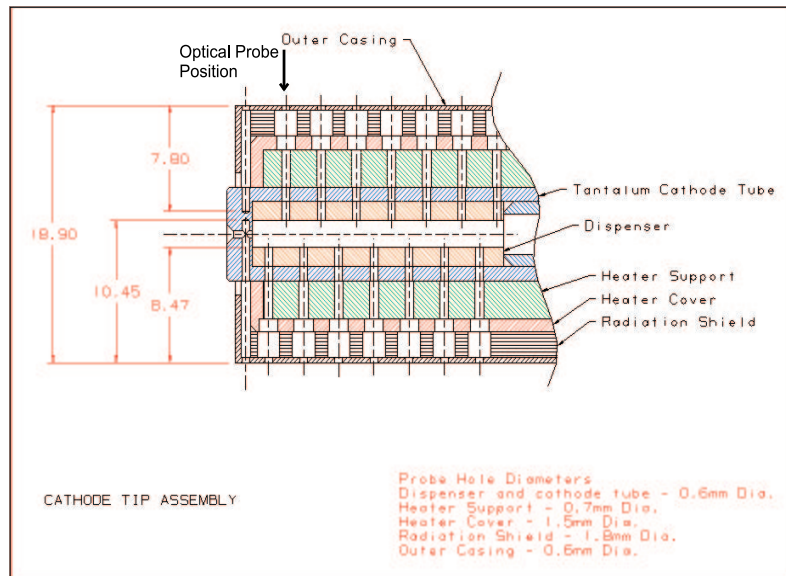 Outer Casing
Optical Probe
Position
7.80
Tantalum Cathode Tube
Dispenser
18.90
10.45
8.47
Heater Support
Heater Cover
Radiation Shield
CATHODE TIP ASSEMBLY
Probe Hole Diameters
Dispenser and cathode tube - 0.6mm Dia.
Heater Support - 0.7mm Dia.
Heater Cover - 1.5mm Dia.
Radiation Shield - 1.8mm Dia.
Outer Casing - 0.6mm Dia.